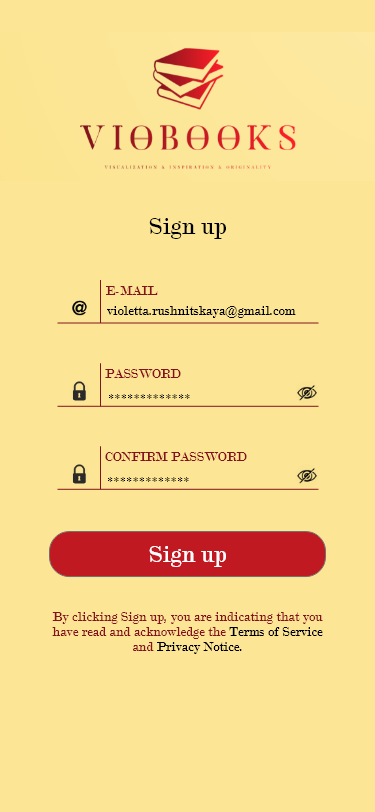 VIOBOOKS
VISUALIZATION & INSPIRATION & ORIGINALITY
Sign up
@
E-MAIL
violetta.rushnitskaya@gmail.com
PASSWORD
*************
CONFIRM PASSWORD
*************
Sign up
By clicking Sign up, you are indicating that you
have read and acknowledge the Terms of Service
and Privacy Notice.